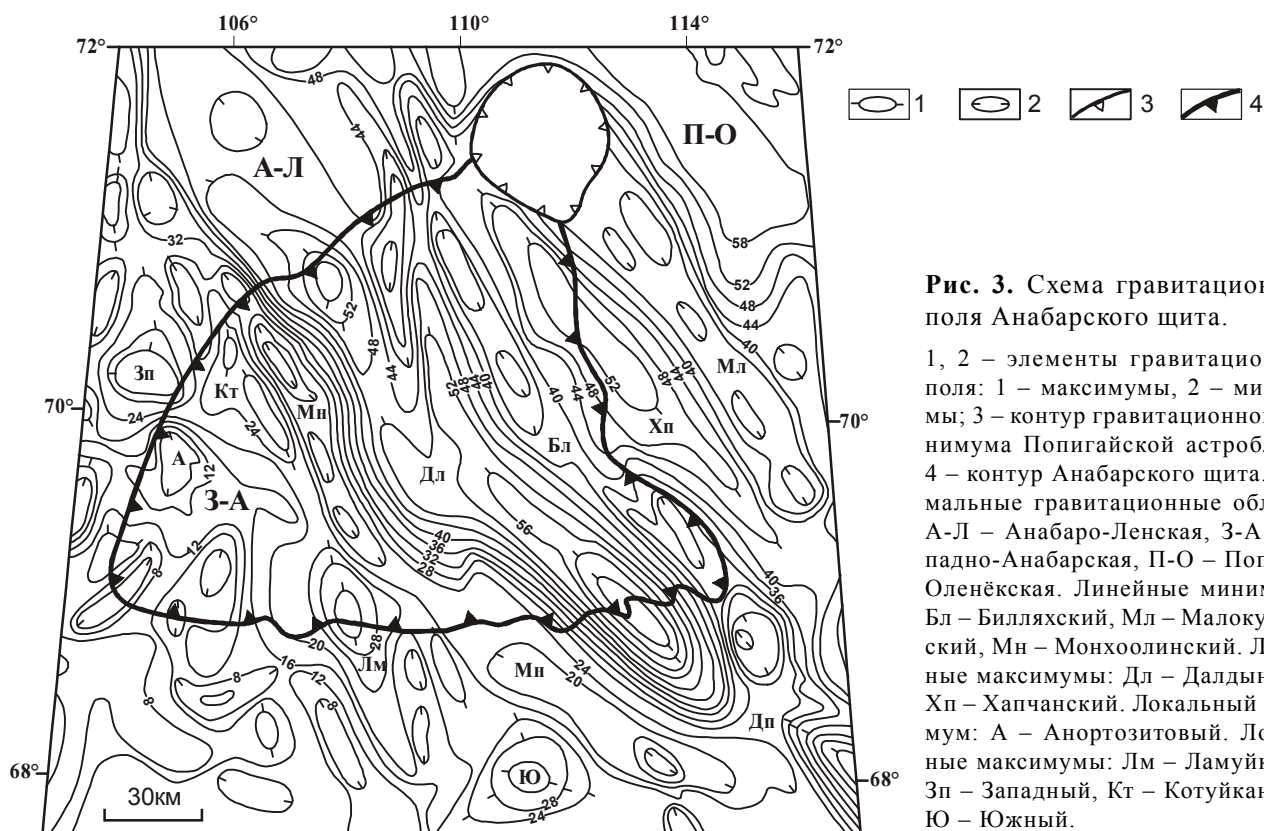 106° 110° 114°
72° 72°
48
44
А-Л
П-О
1 2 3 4
32
58
52
48
44
40
52
48
44
Зп
Кт
Мн
24
24
52
48
44
40
40
44
48
52
48
44
40
Мл
Хп
Бл
Дл
70° 70°
А
12
З-А
12
8
56
40
36
32
28
40
36
20
28
Лм
16
12
8
8
8
Мн
24
20
Дп
Ю
28
24
68° 68°
30км
Рис. 3. Схема гравитацион
поля Анабарского щита.
1, 2 – элементы гравитацио
поля: 1 – максимумы, 2 – ми
мы; 3 – контур гравитационно
нимума Попигайской астроб
4 – контур Анабарского щита.
мальные гравитационные обл
А-Л – Анабаро-Ленская, З-А
падно-Анабарская, П-О – Поп
Оленёкская. Линейные миним
Бл – Билляхский, Мл – Малоку
ский, Мн – Монхоолинский. Л
ные максимумы: Дл – Далдын
Хп – Хапчанский. Локальный
мум: А – Анортозитовый. Ло
ные максимумы: Лм – Ламуйк
Зп – Западный, Кт – Котуйкан
Ю – Южный.